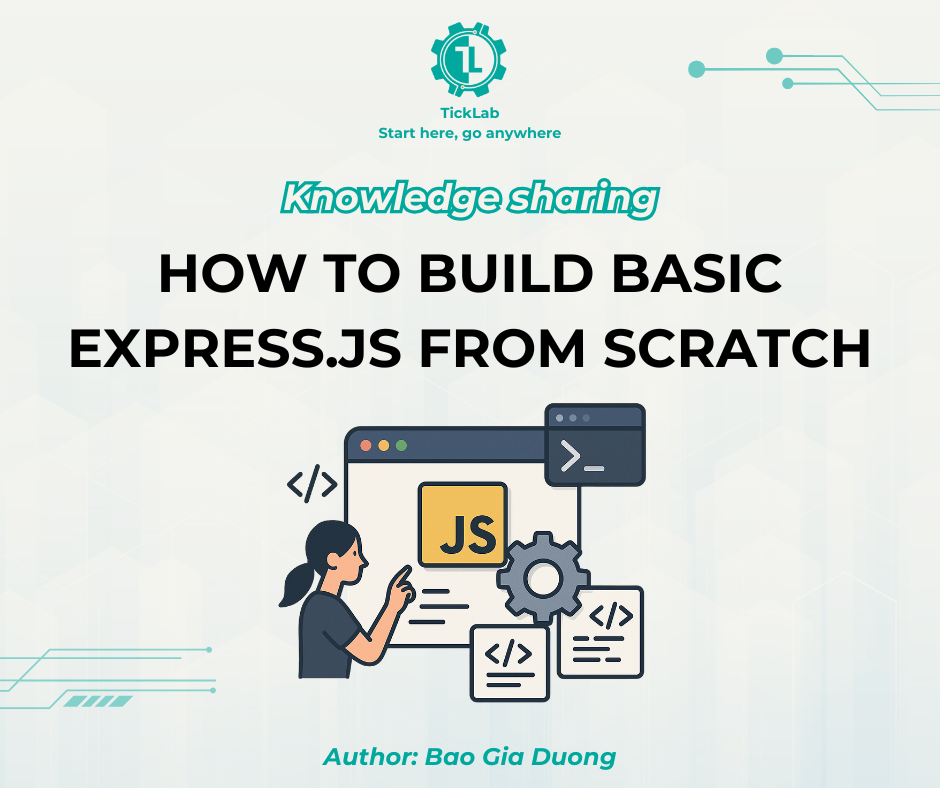 TL
TickLab
Start here, go anywhere
Knowledge sharing
HOW TO BUILD BASIC
EXPRESS.JS FROM SCRATCH
>_
</>
JS
</>
</>
Author: Bao Gia Duong